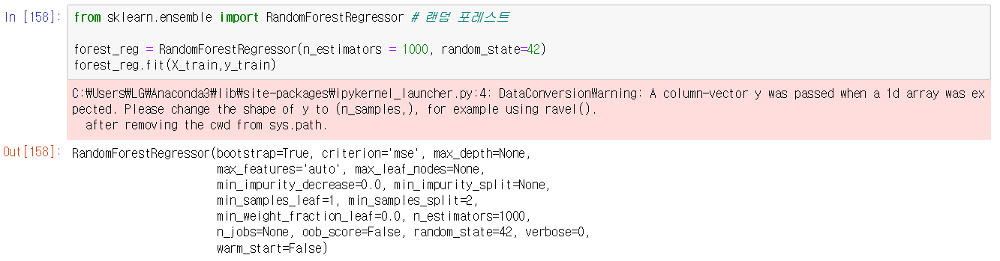 In [158]: from sklearn.ensemble import RandomForestRegressor # 랜덤 포레스트
forest_reg = RandomForestRegressor(n_estimators = 1000, random_state=42)
forest_reg.fit(X_train,y_train)
C:₩Users₩LG₩Anaconda3₩lib₩site-packages₩ipykernel_launcher.py:4: DataConversionWarning: A column-vector y was passed when a 1d array was ex
pected. Please change the shape of y to (n_samples,), for example using ravel().
after removing the cwd from sys.path.
Out[158]: RandomForestRegressor(bootstrap=True, criterion='mse', max_depth=None,
max_features='auto', max_leaf_nodes=None,
min_impurity_decrease=0.0, min_impurity_split=None,
min_samples_leaf=1, min_samples_split=2,
min_weight_fraction_leaf=0.0, n_estimators=1000,
n_jobs=None, oob_score=False, random_state=42, verbose=0,
warm_start=False)